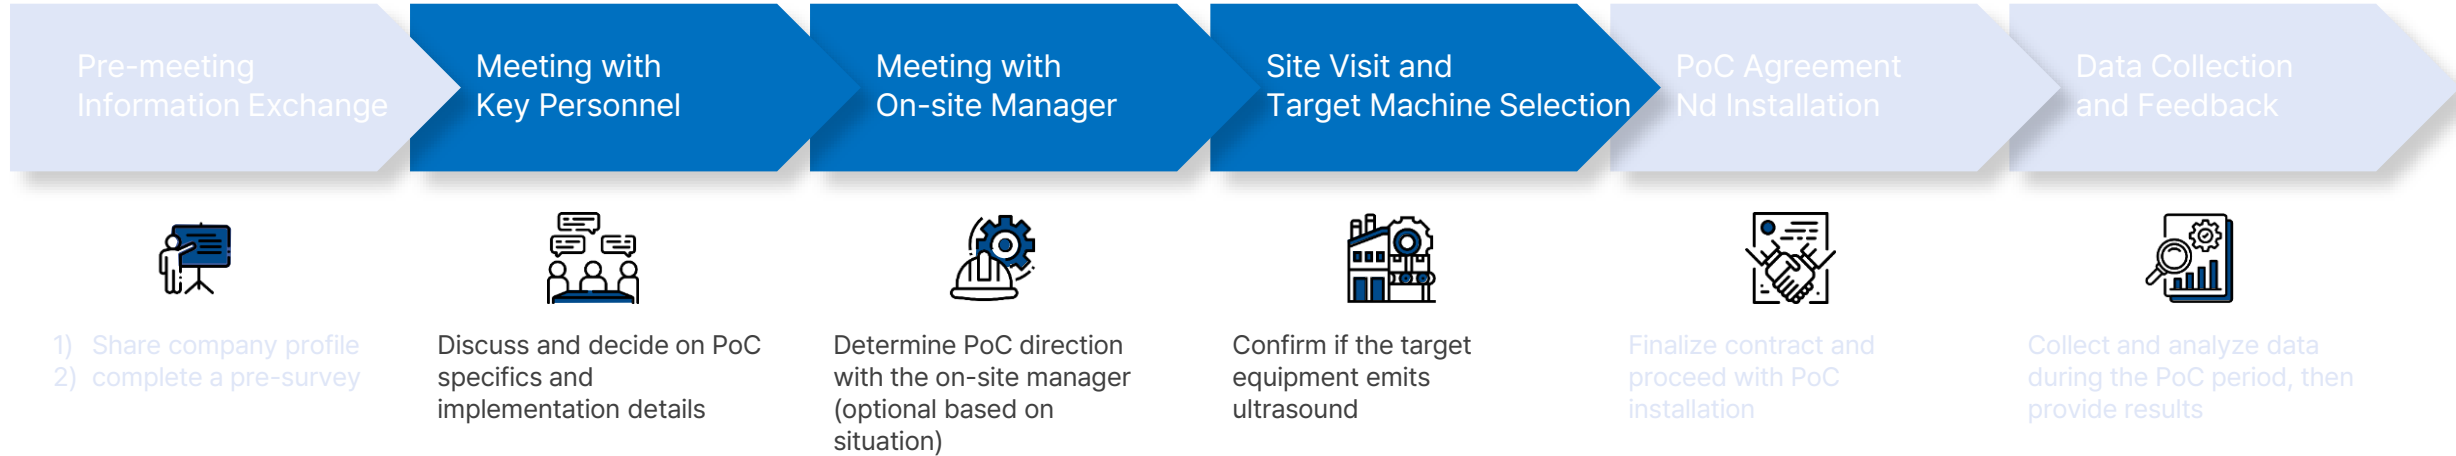 Pre-meeting
Information Exchange
Meeting with
Key Personnel
Meeting with
On-site Manager
Site Visit and
Target Machine Selection
PoC Agreement
Nd Installation
Data Collection
and Feedback
1) Share company profile
2) complete a pre-survey
Discuss and decide on PoC
specifics and
implementation details
Determine PoC direction
with the on-site manager
(optional based on
situation)
Confirm if the target
equipment emits
ultrasound
Finalize contract and
proceed with PoC
installation
Collect and analyze data
during the PoC period, then
provide results